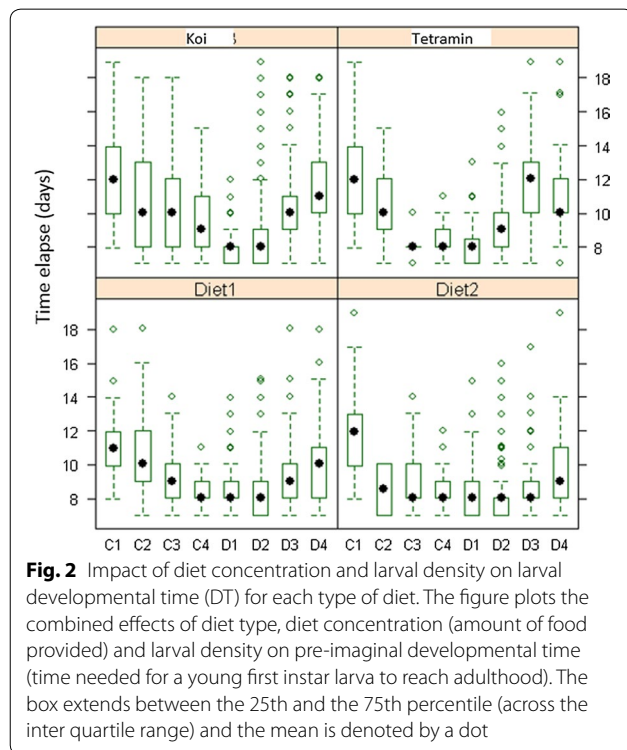 Koi
Tetramin
18
16
14
12
10
8
Time elapse (days)
Diet1
Diet2
18
16
14
12
10
8
C1 C2 C3 C4 D1 D2 D3 D4 C1 C2 C3 C4 D1 D2 D3 D4
Fig. 2 Impact of diet concentration and larval density on larval
developmental time (DT) for each type of diet. The figure plots the
combined effects of diet type, diet concentration (amount of food
provided) and larval density on pre-imaginal developmental time
(time needed for a young first instar larva to reach adulthood). The
box extends between the 25th and the 75th percentile (across the
inter quartile range) and the mean is denoted by a dot